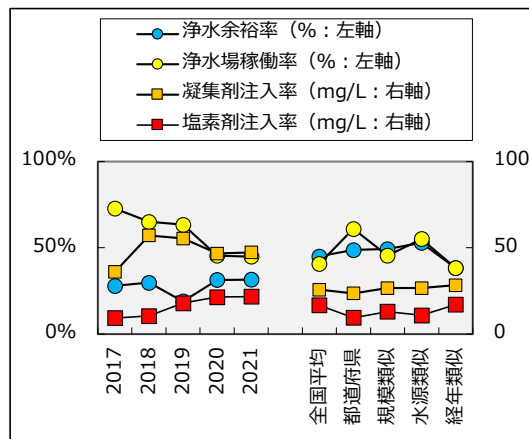 浄水余裕率（%：左軸）
浄水場稼働率（%：左軸）
凝集剤注入率（mg/L：右軸）
塩素剤注入率（mg/L：右軸）
100%
50%
0%
100
50
0
2017
2018
2019
2020
2021
全国平均
都道府県
規模類似
水源類似
経年類似